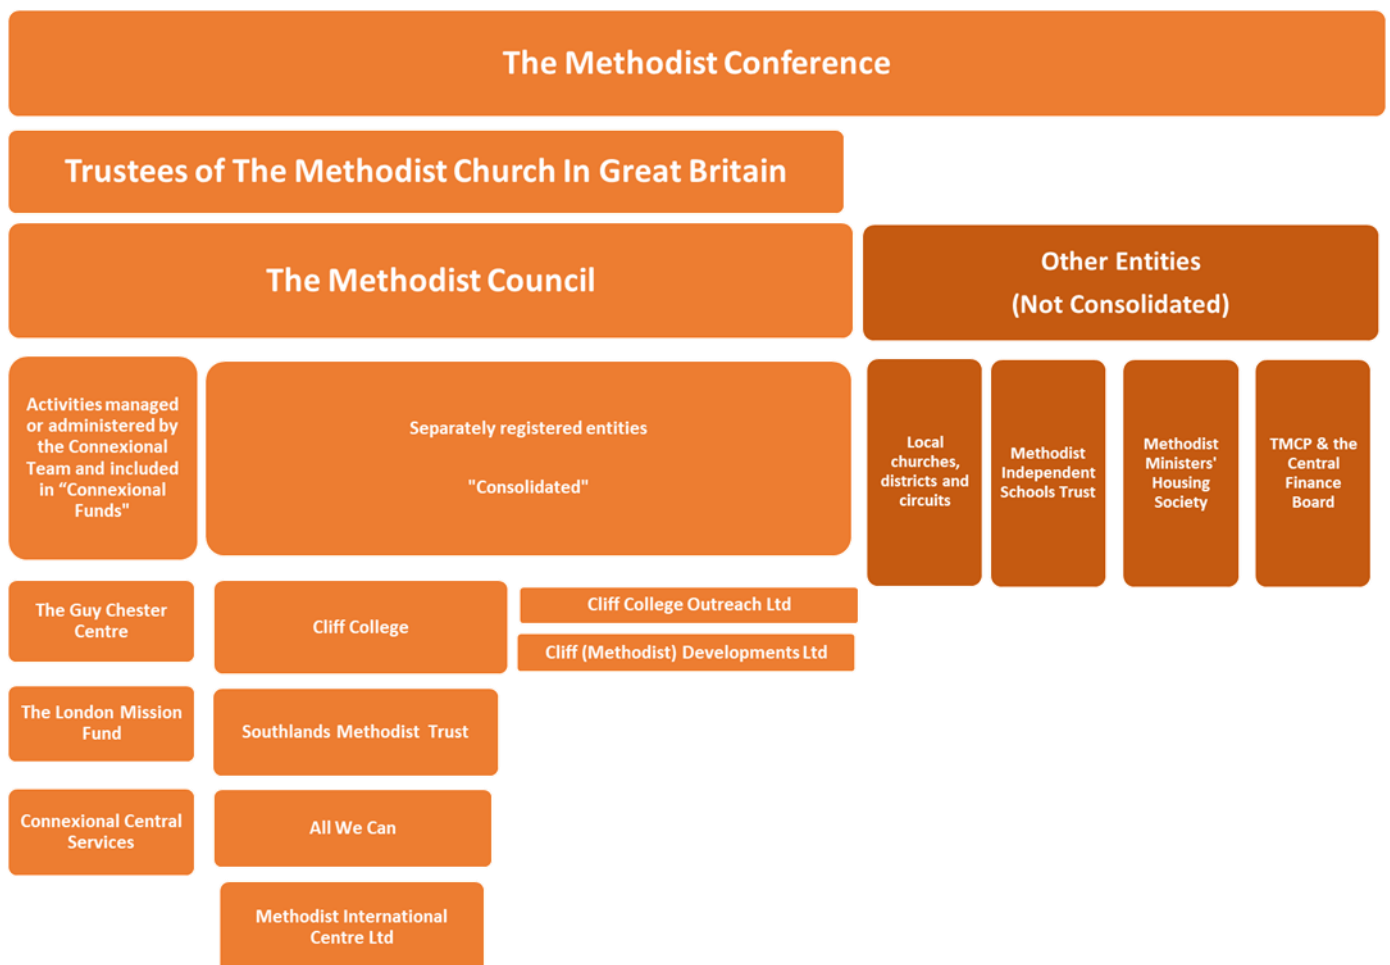 The Methodist Conference
Trustees of The Methodist Church In Great Britain
The Methodist Council
Other Entities
(Not Consolidated)
Activities managed
or administered by
the Connexional
Team and included
in “Connexional
Funds"
Separately registered entities
"Consolidated"
Local
churches,
districts and
circuits
Methodist
Independent
Schools Trust
Methodist
Ministers'
Housing
Society
TMCP & the
Central
Finance
Board
The Guy Chester
Centre
Cliff College
Cliff College Outreach Ltd
Cliff (Methodist) Developments Ltd
The London Mission
Fund
Southlands Methodist Trust
Connexional Central
Services
All We Can
Methodist International
Centre Ltd